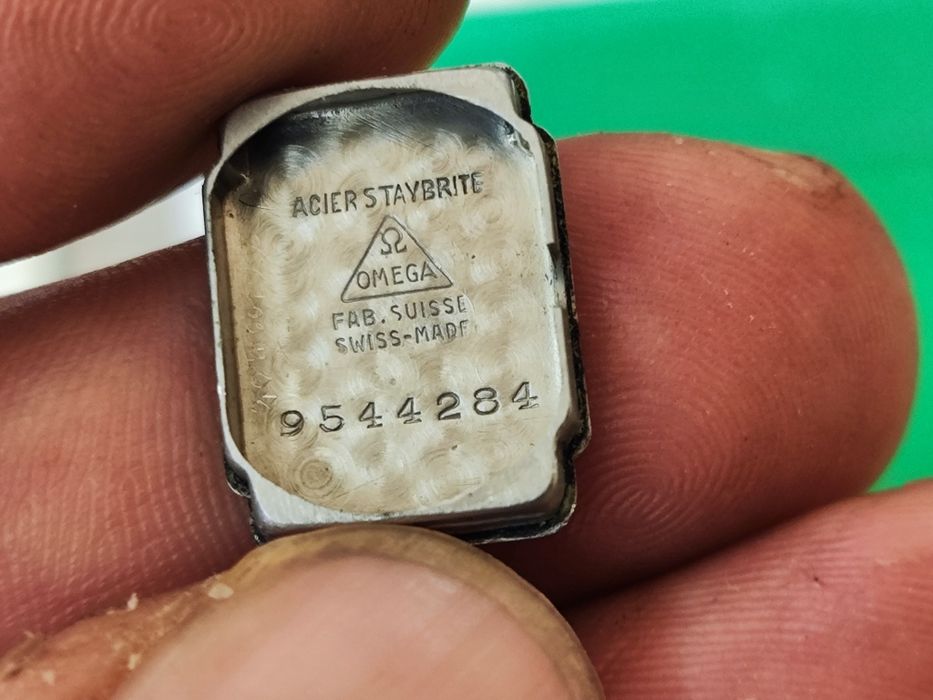 ACIER STAYBRITE
Ω
OMEGA
FAB. SUISSE
SWISS-MADE
9544284